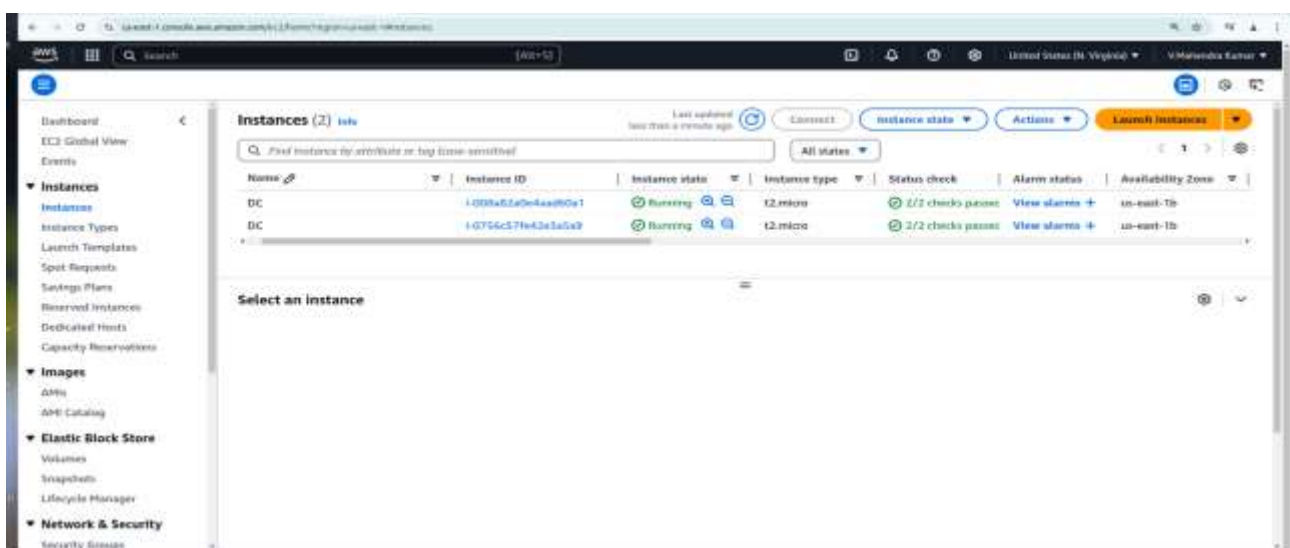 aws Search [Alt+S] United States (N. Virginia) V.Mahendra Kumar
Dashboard
EC2 Global View
Events
Instances
Instances
Instance Types
Launch Templates
Spot Requests
Savings Plans
Reserved Instances
Dedicated Hosts
Capacity Reservations
Images
AMIs
AMI Catalog
Elastic Block Store
Volumes
Snapshots
Lifecycle Manager
Network & Security
Security Groups
Instances (2) Info
Last updated
less than a minute ago
Connect Instance state Actions Launch instances
Find Instance by attribute or tag (case-sensitive)
All states
1
Name Instance ID Instance state Instance type Status check Alarm status Availability Zone
DC Running t2.micro 2/2 checks passed View alarms + us-east-1b
DC Running t2.micro 2/2 checks passed View alarms + us-east-1b
Select an instance